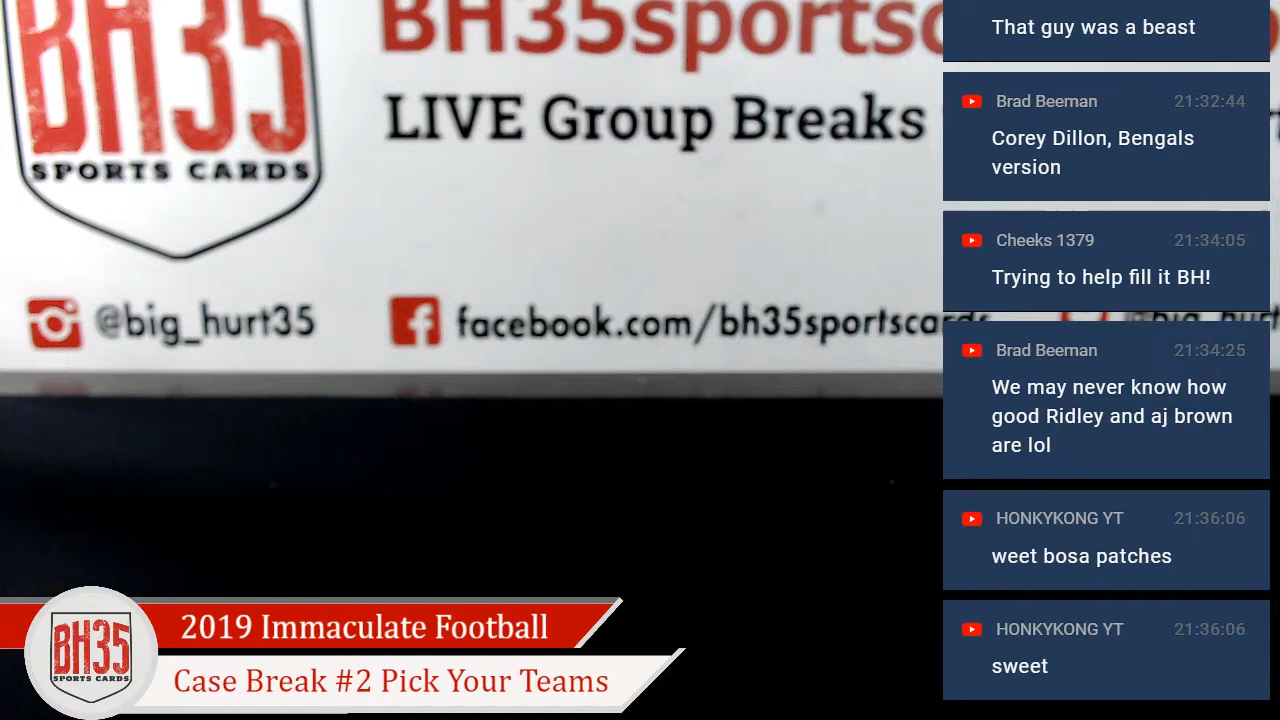 BH35
SPORTS CARDS
BH35sportsc
LIVE Group Breaks
@big_hurt35
facebook.com/bh35sportscards
That guy was a beast
Brad Beeman 21:32:44
Corey Dillon, Bengals
version
Cheeks 1379 21:34:05
Trying to help fill it BH!
Brad Beeman 21:34:25
We may never know how
good Ridley and aj brown
are lol
HONKYKONG YT 21:36:06
weet bosa patches
HONKYKONG YT 21:36:06
sweet
BH35
SPORTS CARDS
2019 Immaculate Football
Case Break #2 Pick Your Teams